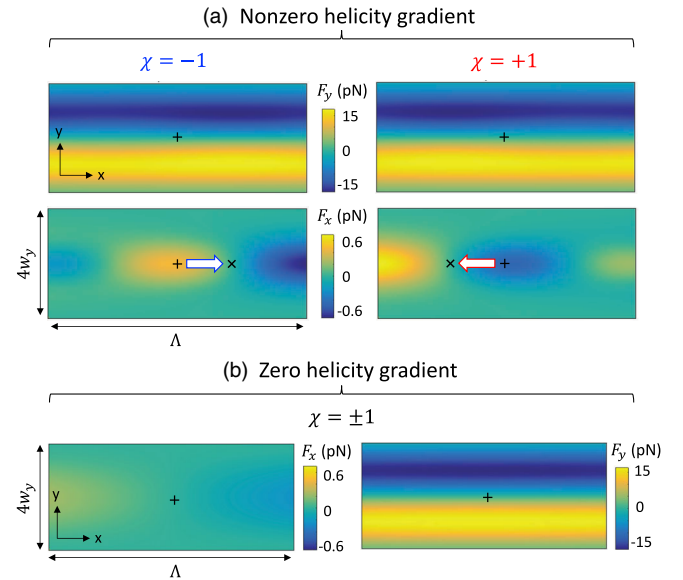 (a) Nonzero helicity gradient
χ = −1
χ = +1
F_y (pN)
15
0
-15
y
x
F_x (pN)
0.6
0
-0.6
4w_y
Λ
(b) Zero helicity gradient
χ = ±1
F_x (pN)
0.6
0
-0.6
F_y (pN)
15
0
-15
4w_y
y
x
Λ